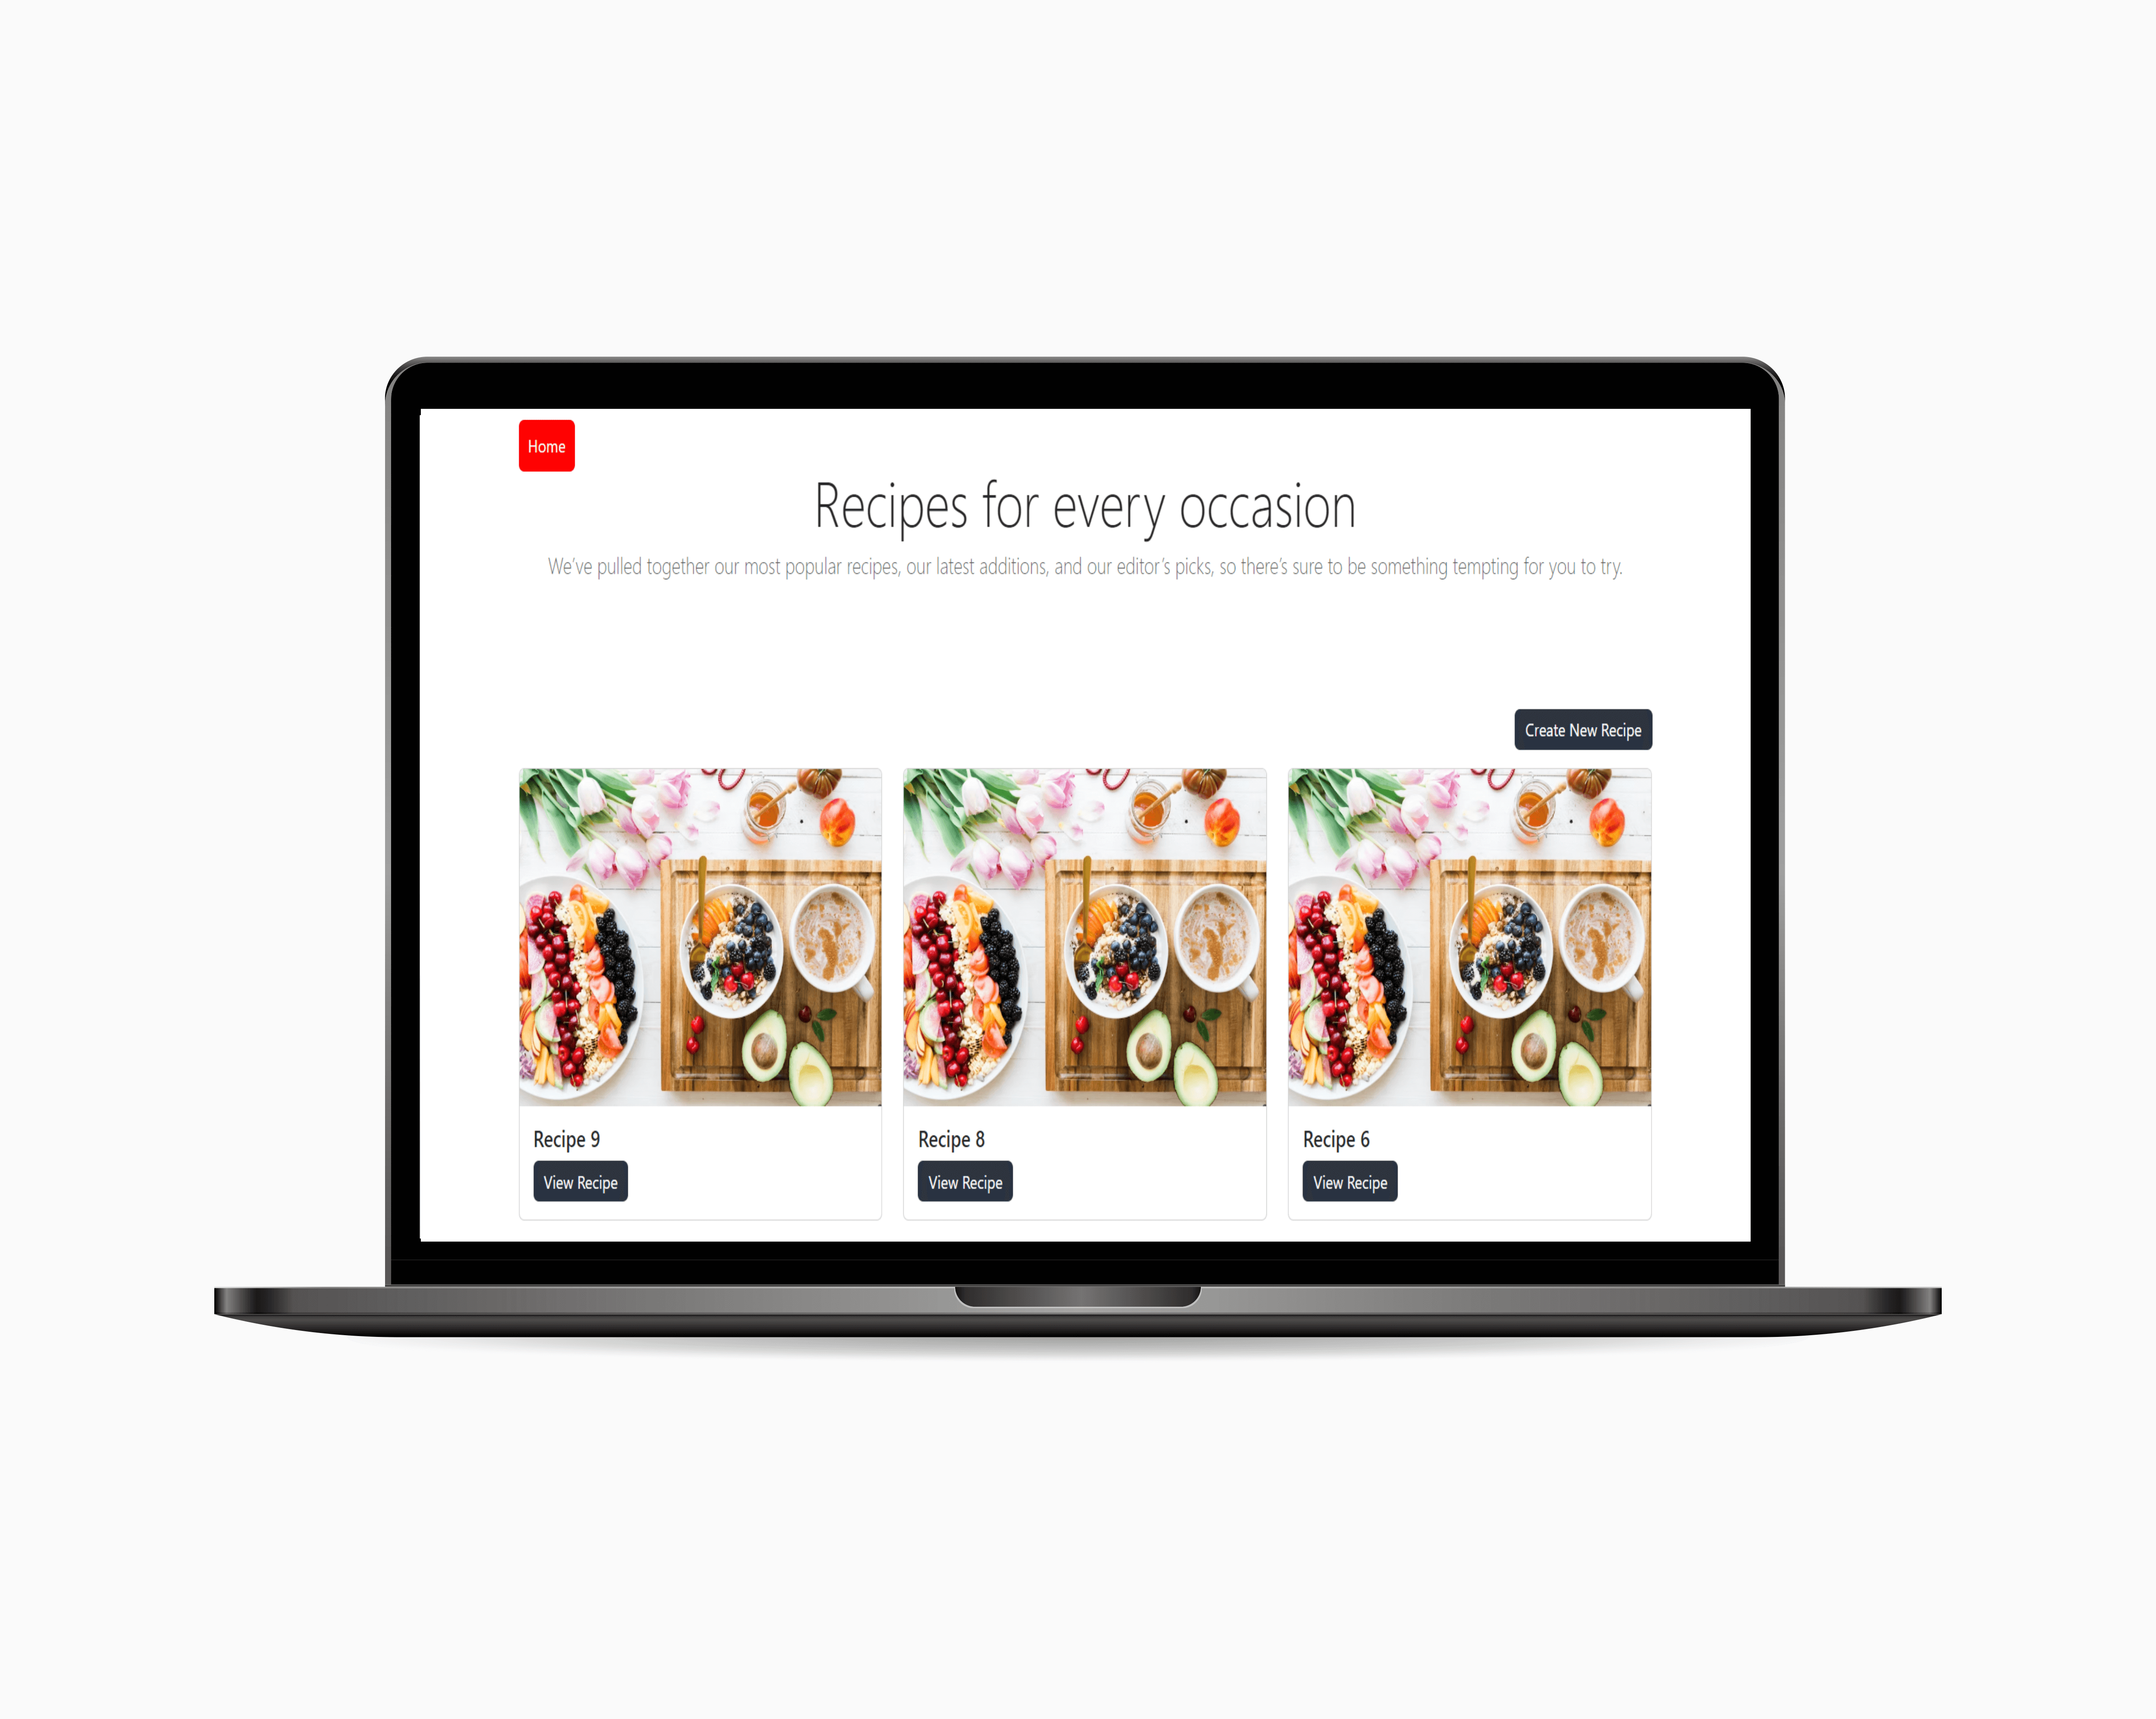 Home
Recipes for every occasion
We've pulled together our most popular recipes, our latest additions, and our editor's picks, so there's sure to be something tempting for you to try.
Create New Recipe
Recipe 9
View Recipe
Recipe 8
View Recipe
Recipe 6
View Recipe